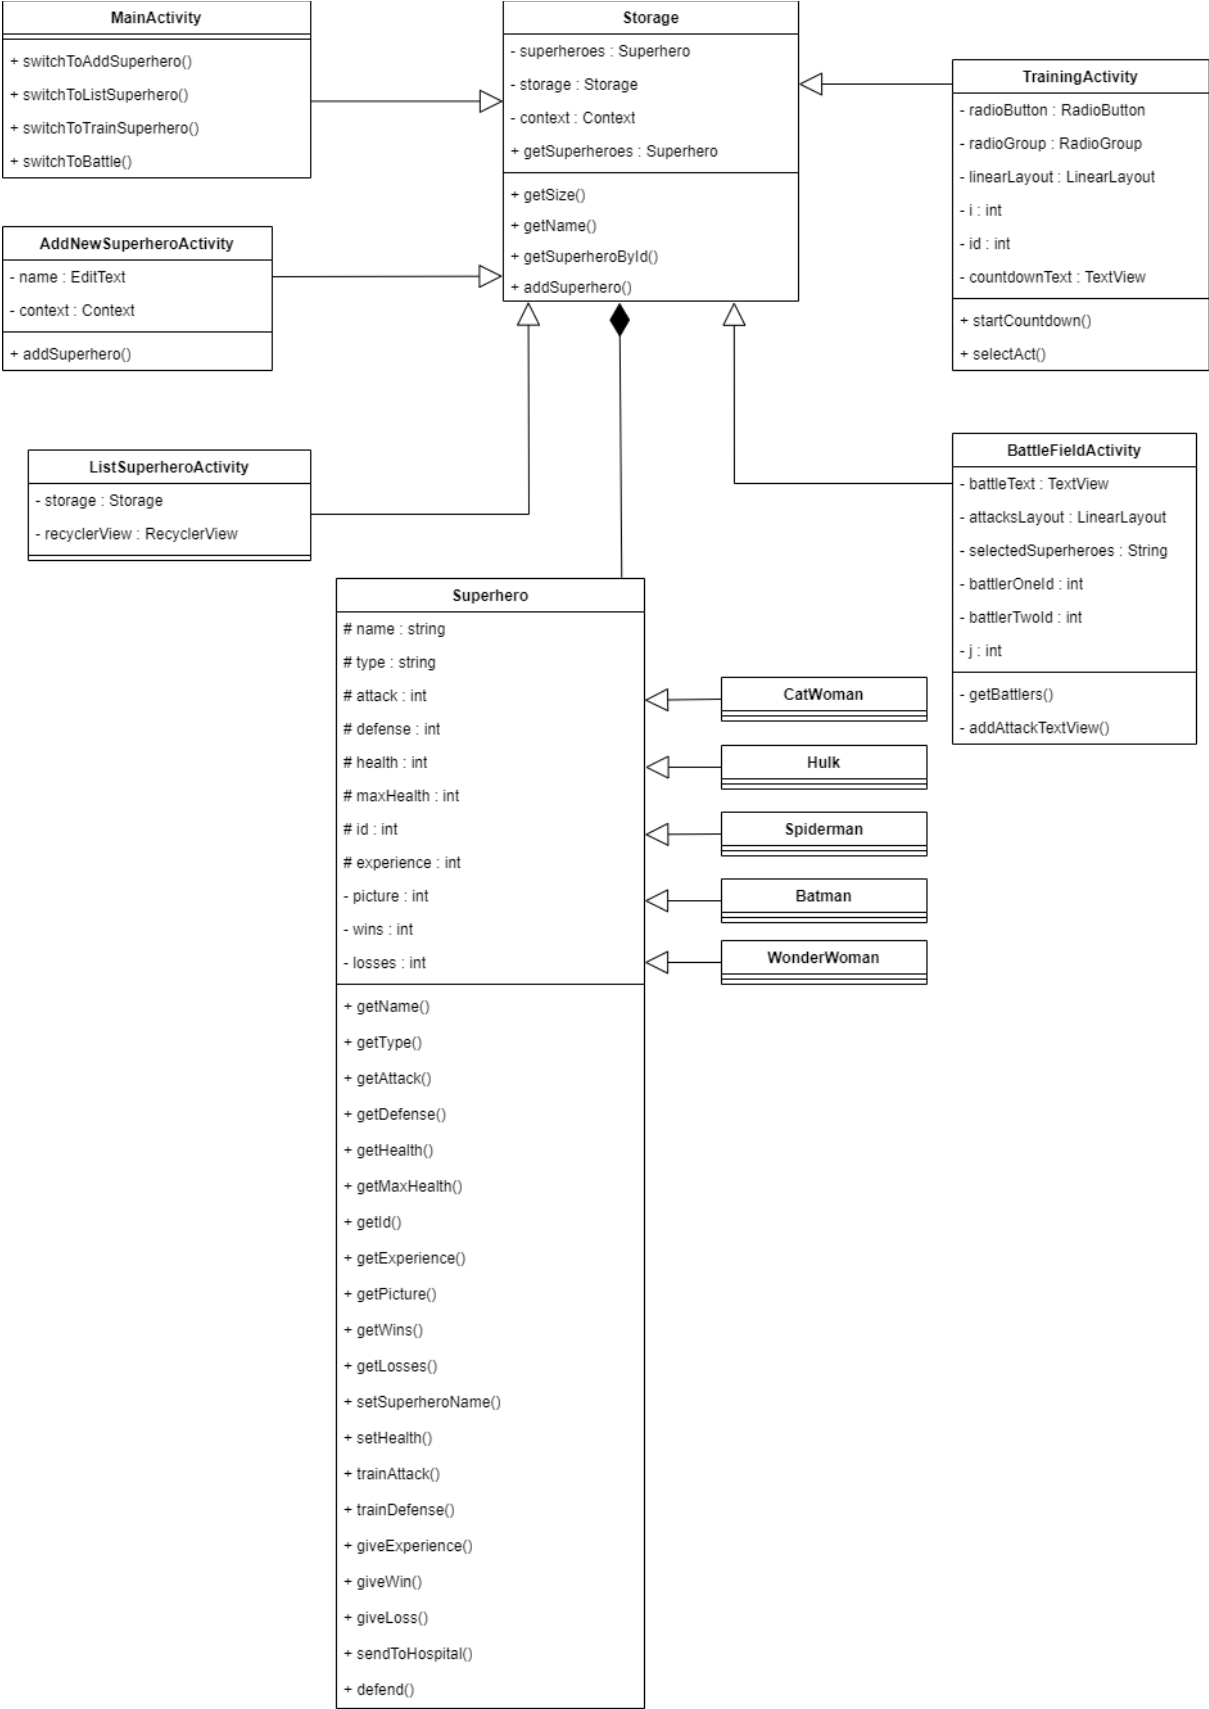 MainActivity
+ switchToAddSuperhero()
+ switchToListSuperhero()
+ switchToTrainSuperhero()
+ switchToBattle()
Storage
- superheroes : Superhero
- storage : Storage
- context : Context
+ getSuperheroes : Superhero
+ getSize()
+ getName()
+ getSuperheroById()
+ addSuperhero()
TrainingActivity
- radioButton : RadioButton
- radioGroup : RadioGroup
- linearLayout : LinearLayout
- i : int
- id : int
- countdownText : TextView
+ startCountdown()
+ selectAct()
AddNewSuperheroActivity
- name : EditText
- context : Context
+ addSuperhero()
ListSuperheroActivity
- storage : Storage
- recyclerView : RecyclerView
BattleFieldActivity
- battleText : TextView
- attacksLayout : LinearLayout
- selectedSuperheroes : String
- battlerOneId : int
- battlerTwoId : int
- j : int
- getBattlers()
- addAttackTextView()
Superhero
# name : string
# type : string
# attack : int
# defense : int
# health : int
# maxHealth : int
# id : int
# experience : int
- picture : int
- wins : int
- losses : int
+ getName()
+ getType()
+ getAttack()
+ getDefense()
+ getHealth()
+ getMaxHealth()
+ getId()
+ getExperience()
+ getPicture()
+ getWins()
+ getLosses()
+ setSuperheroName()
+ setHealth()
+ trainAttack()
+ trainDefense()
+ giveExperience()
+ giveWin()
+ giveLoss()
+ sendToHospital()
+ defend()
CatWoman
Hulk
Spiderman
Batman
WonderWoman